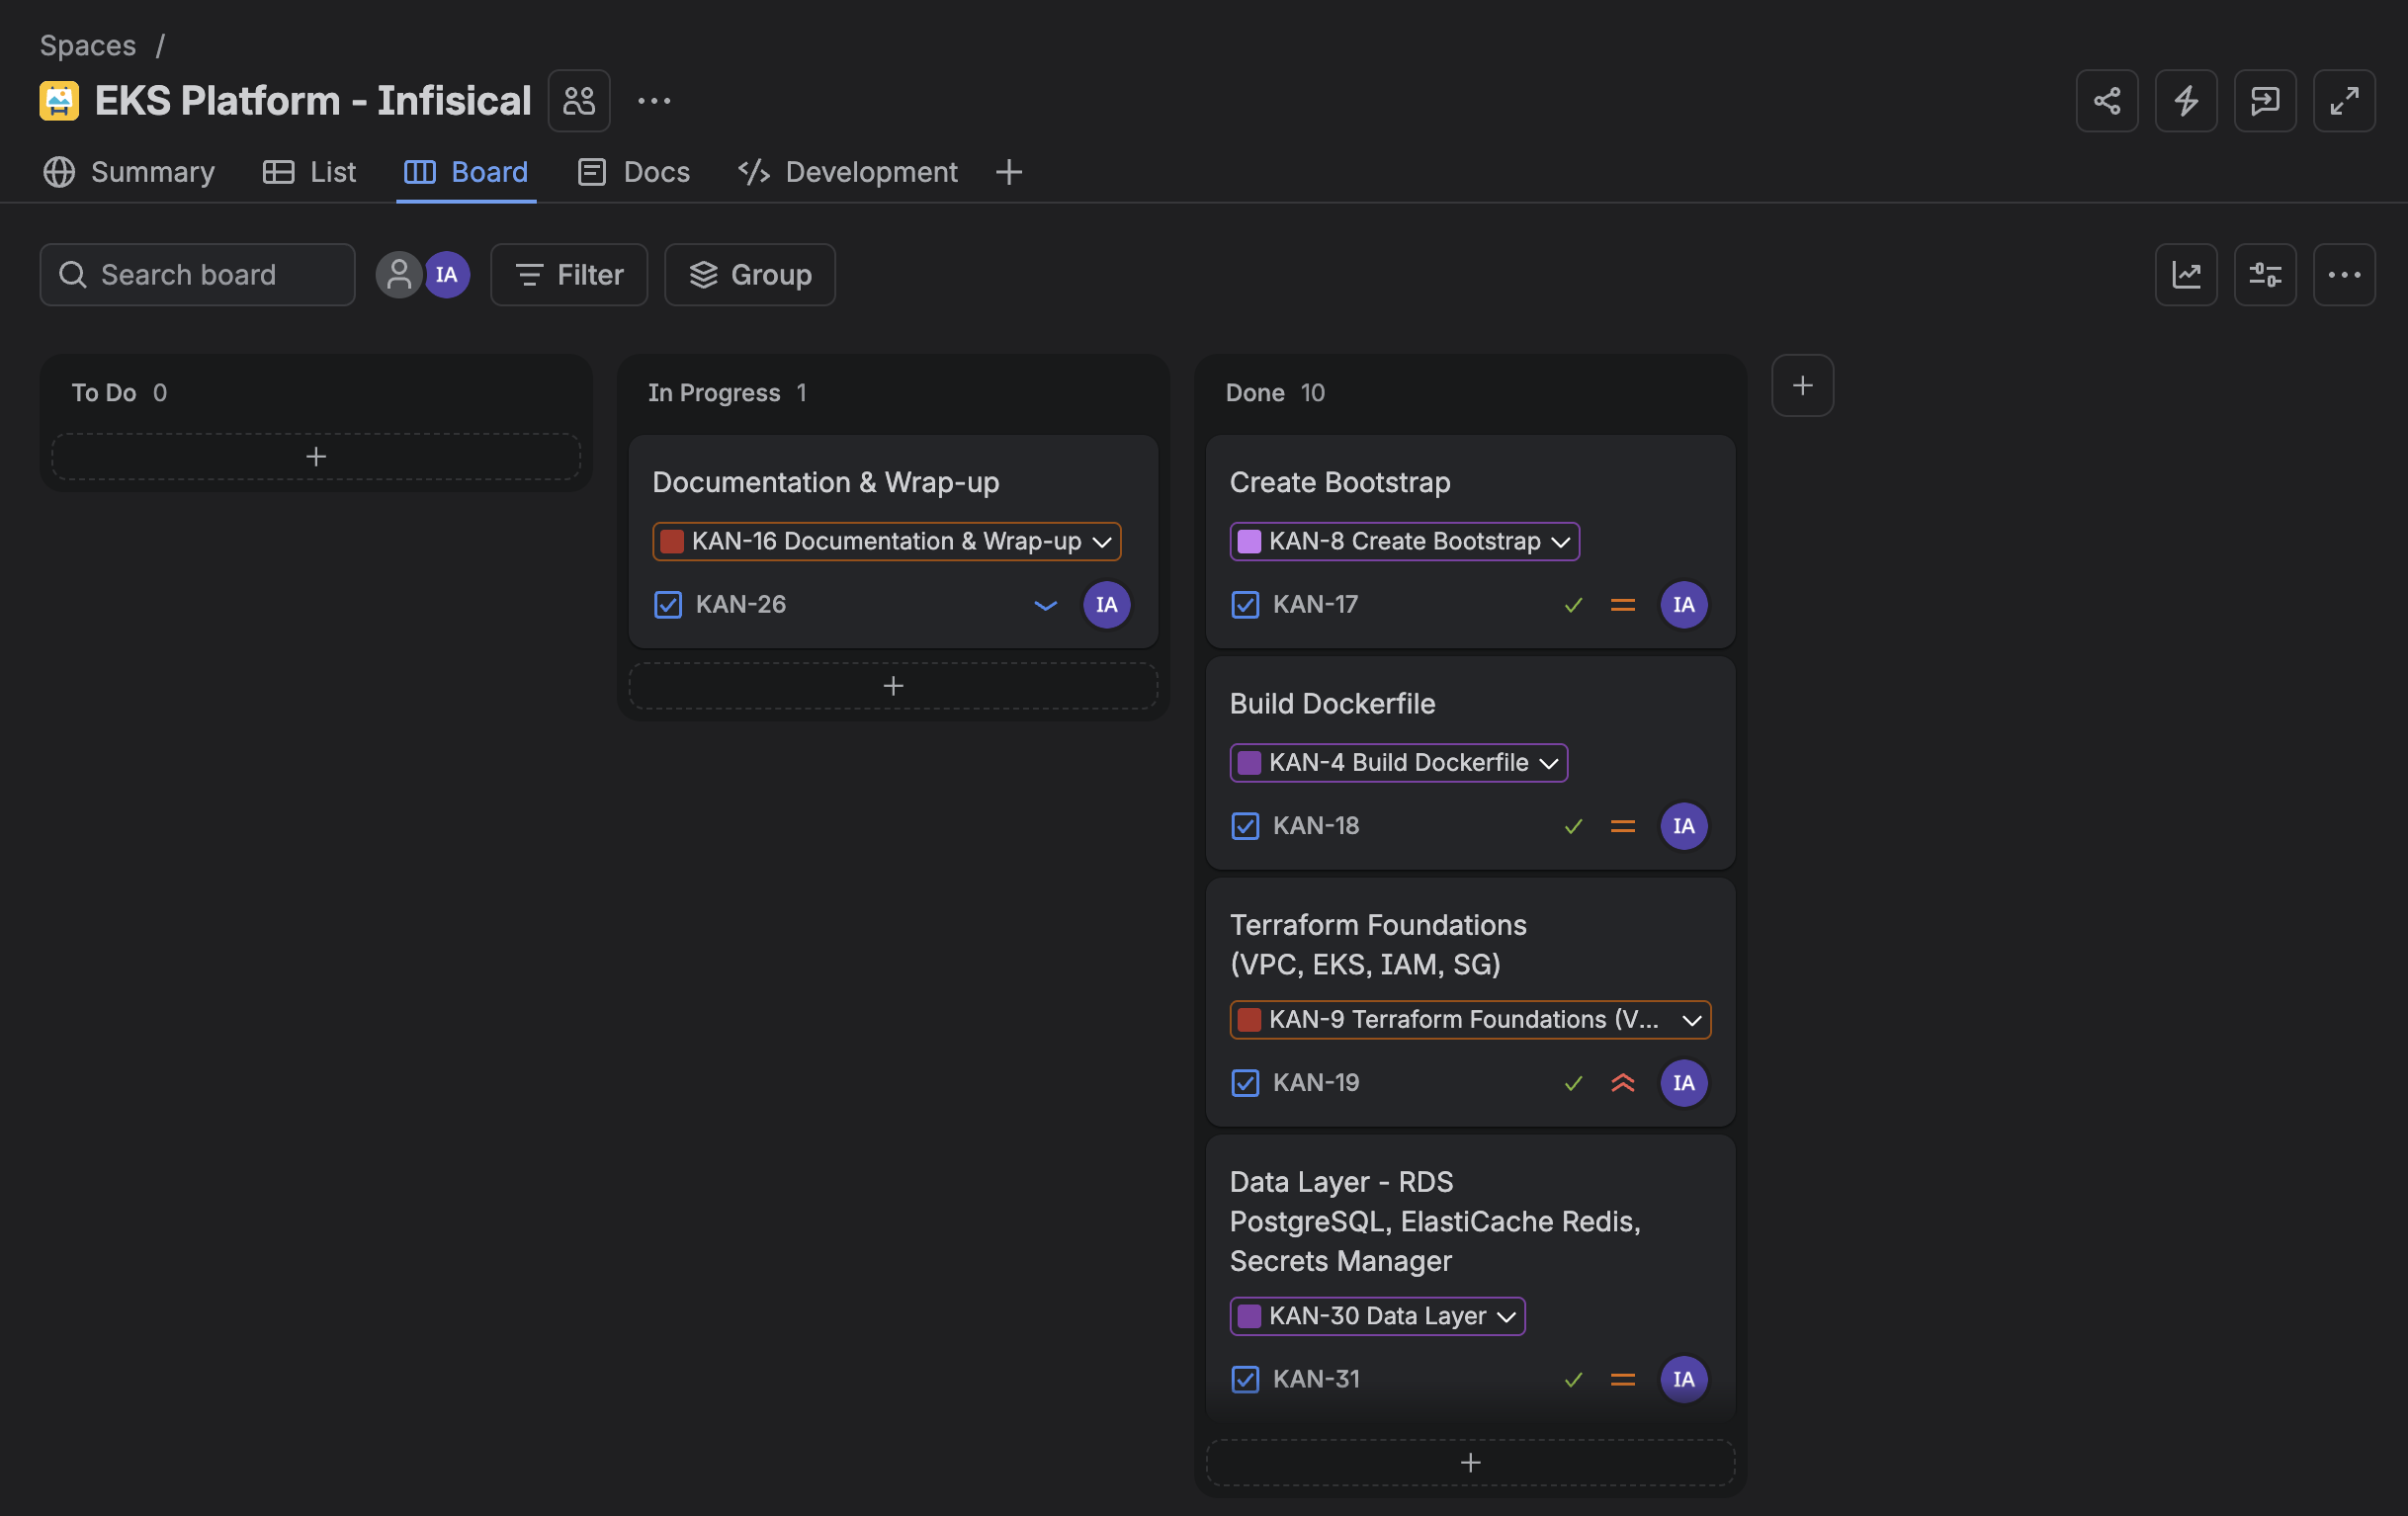 Spaces /
EKS Platform - Infisical
Summary List Board Docs Development
Search board IA Filter Group
To Do 0
In Progress 1
Documentation & Wrap-up
KAN-16 Documentation & Wrap-up
KAN-26 IA
Done 10
Create Bootstrap
KAN-8 Create Bootstrap
KAN-17 IA
Build Dockerfile
KAN-4 Build Dockerfile
KAN-18 IA
Terraform Foundations
(VPC, EKS, IAM, SG)
KAN-9 Terraform Foundations (V...
KAN-19 IA
Data Layer - RDS
PostgreSQL, ElastiCache Redis,
Secrets Manager
KAN-30 Data Layer
KAN-31 IA